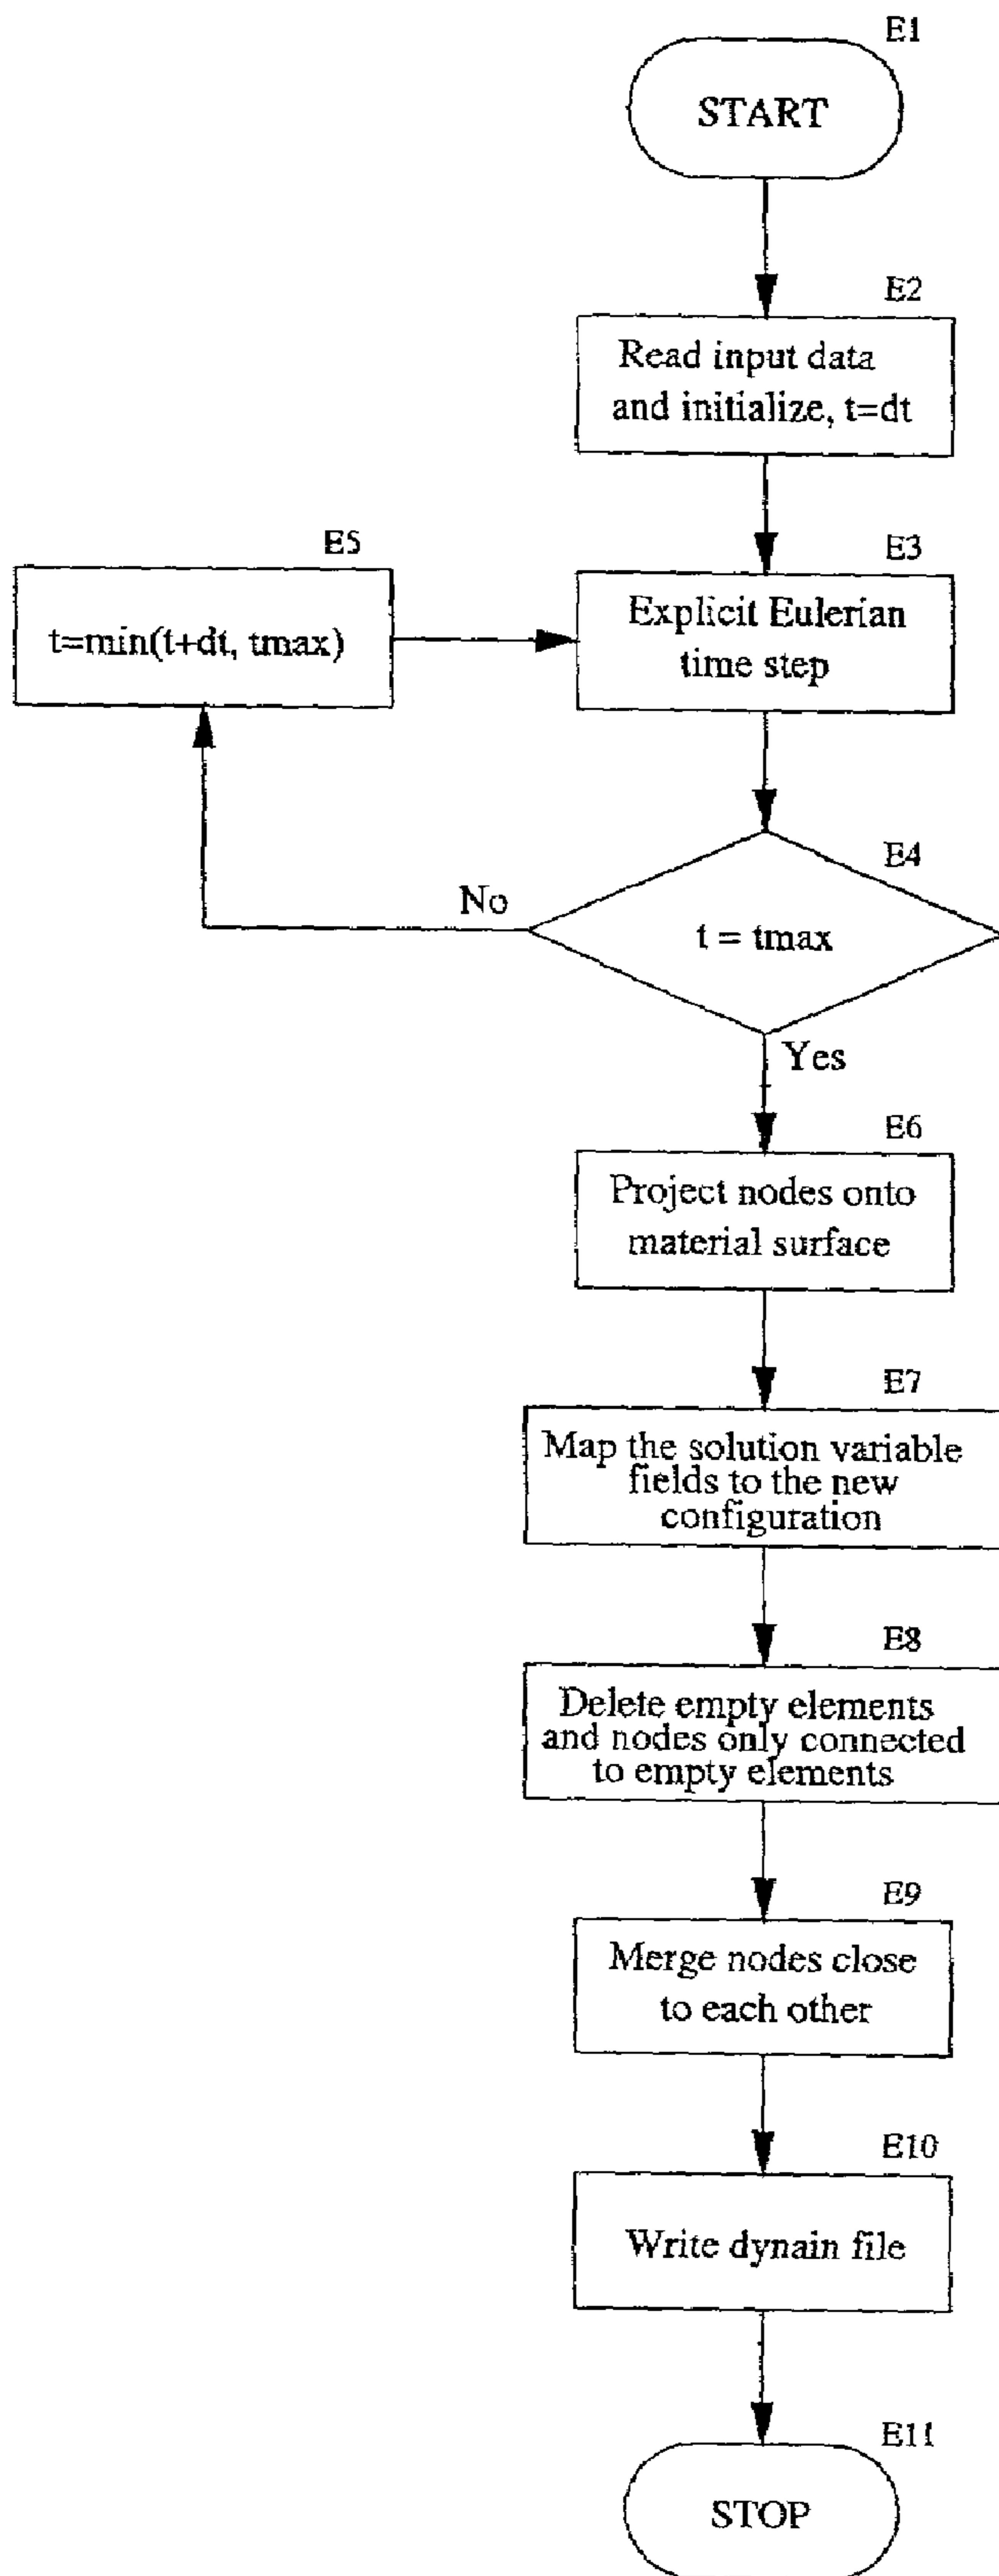 E1
START
E2
Read input data
and initialize, t=dt
E5
t=min(t+dt, tmax)
E3
Explicit Eulerian
time step
E4
No
t = tmax
Yes
E6
Project nodes onto
material surface
E7
Map the solution variable
fields to the new
configuration
E8
Delete empty elements
and nodes only connected
to empty elements
E9
Merge nodes close
to each other
E10
Write dynain file
E11
STOP